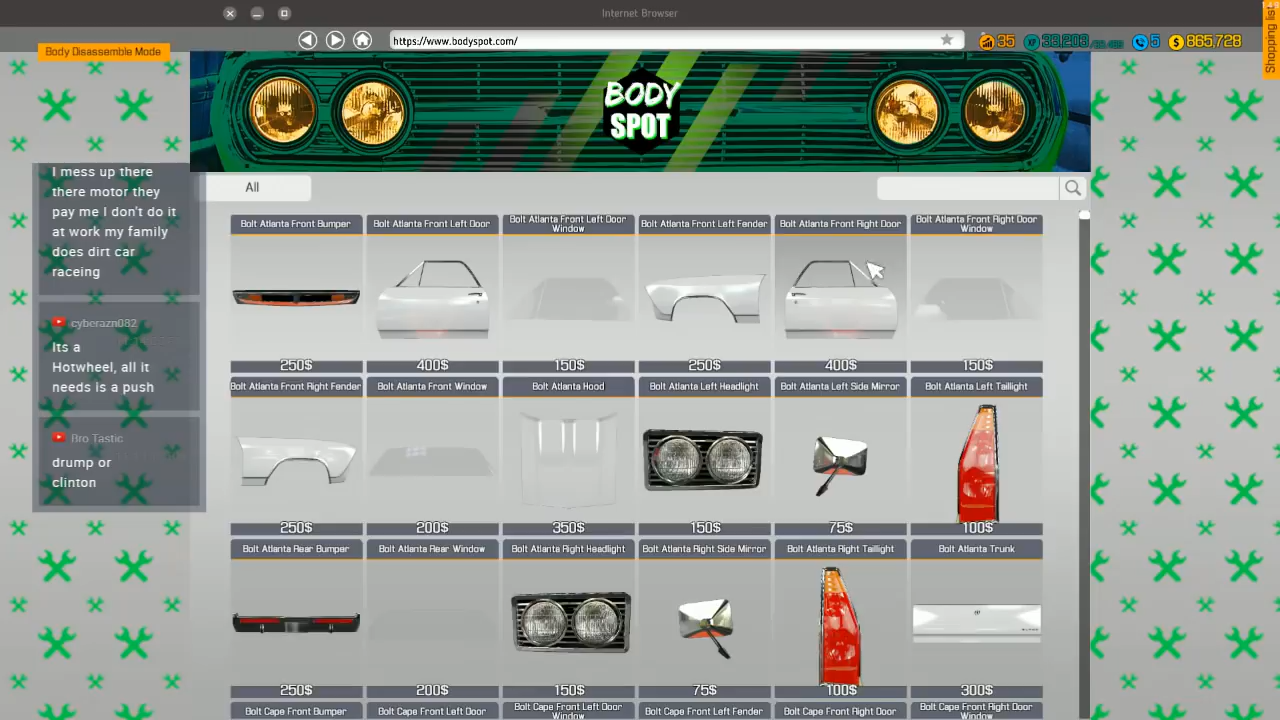 Internet Browser
https://www.bodyspot.com/
35
5
865,728
Shopping list
Body Disassemble Mode
BODY
SPOT
All
I mess up there
there motor they
pay me I don't do it
at work my family
does dirt car
raceing
cyberazn082
Its a
Hotwheel, all it
needs is a push
Bro Tastic
drump or
clinton
Bolt Atlanta Front Bumper
250$
Bolt Atlanta Front Left Door
400$
Bolt Atlanta Front Left Door
Window
150$
Bolt Atlanta Front Left Fender
250$
Bolt Atlanta Front Right Door
400$
Bolt Atlanta Front Right Door
Window
150$
Bolt Atlanta Front Right Fender
250$
Bolt Atlanta Front Window
200$
Bolt Atlanta Hood
350$
Bolt Atlanta Left Headlight
150$
Bolt Atlanta Left Side Mirror
75$
Bolt Atlanta Left Taillight
100$
Bolt Atlanta Rear Bumper
250$
Bolt Atlanta Rear Window
200$
Bolt Atlanta Right Headlight
150$
Bolt Atlanta Right Side Mirror
75$
Bolt Atlanta Right Taillight
100$
Bolt Atlanta Trunk
300$
Bolt Cape Front Bumper
Bolt Cape Front Left Door
Bolt Cape Front Left Door
Window
Bolt Cape Front Left Fender
Bolt Cape Front Right Door
Bolt Cape Front Right Door
Window